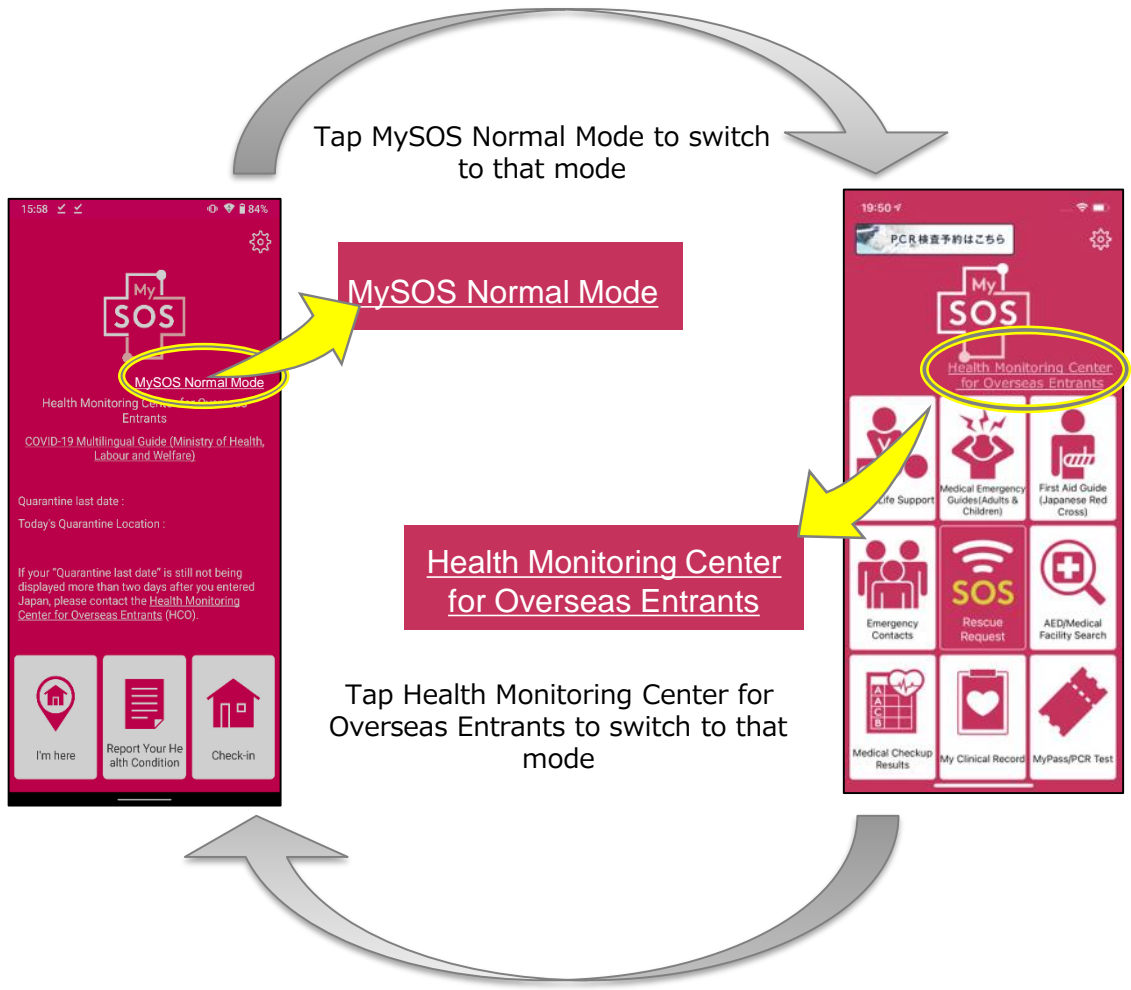 Tap MySOS Normal Mode to switch
to that mode
15:58
84%
My
SOS
MySOS Normal Mode
Health Monitoring Center for Overseas
Entrants
COVID-19 Multilingual Guide (Ministry of Health,
Labour and Welfare)
Quarantine last date :
Today's Quarantine Location :
If your "Quarantine last date" is still not being
displayed more than two days after you entered
Japan, please contact the Health Monitoring
Center for Overseas Entrants (HCO).
I'm here
Report Your He
alth Condition
Check-in
MySOS Normal Mode
Health Monitoring Center
for Overseas Entrants
Tap Health Monitoring Center for
Overseas Entrants to switch to that
mode
19:50
PCR検査予約はこちら
My
SOS
Health Monitoring Center
for Overseas Entrants
Life Support
Medical Emergency
Guides(Adults &
Children)
First Aid Guide
(Japanese Red
Cross)
Emergency
Contacts
SOS
Rescue
Request
AED/Medical
Facility Search
A
A
C
B
Medical Checkup
Results
My Clinical Record
MyPass/PCR Test